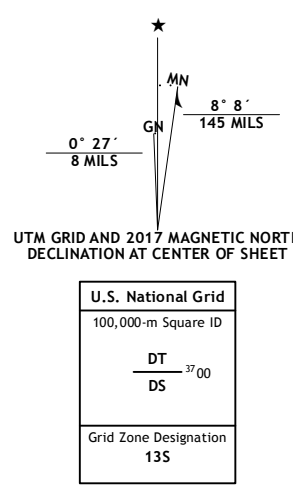 ★
MN
GN
8° 8´
145 MILS
0° 27´
8 MILS
UTM GRID AND 2017 MAGNETIC NORTH
DECLINATION AT CENTER OF SHEET
U.S. National Grid
100,000-m Square ID
DT
3700
DS
Grid Zone Designation
13S